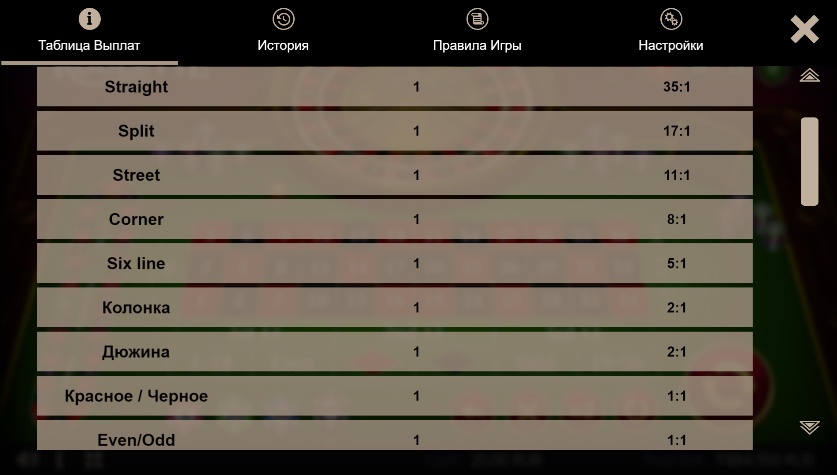 Таблица Выплат История Правила Игры Настройки
Straight 1 35:1
Split 1 17:1
Street 1 11:1
Corner 1 8:1
Six line 1 5:1
Колонка 1 2:1
Дюжина 1 2:1
Красное / Черное 1 1:1
Even/Odd 1 1:1